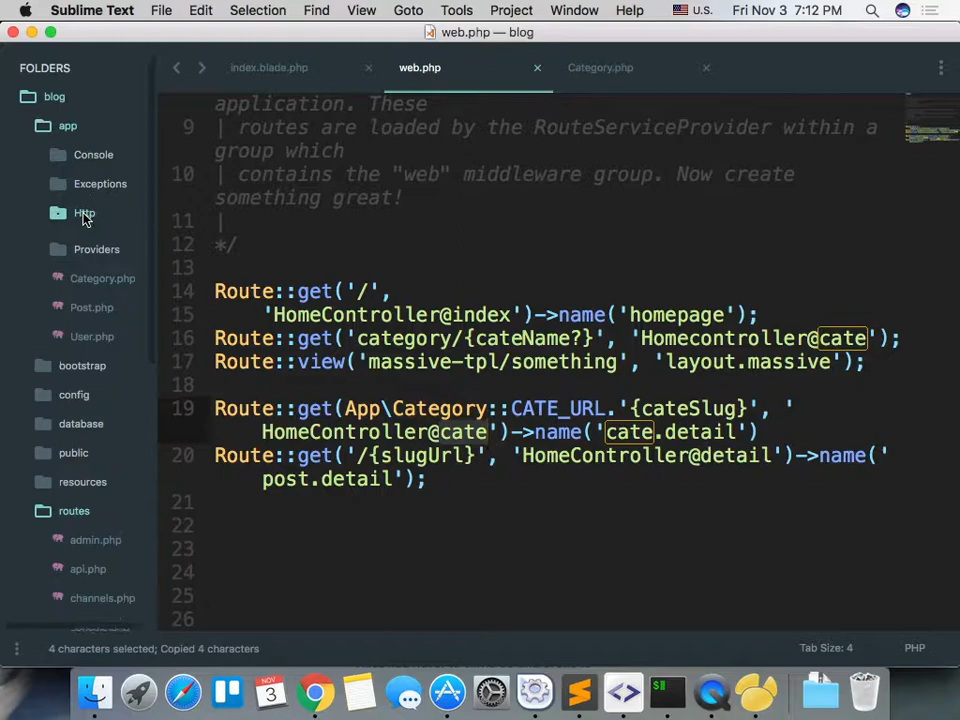 Sublime Text File Edit Selection Find View Goto Tools Project Window Help U.S. Fri Nov 3 7:12 PM
web.php — blog
FOLDERS
index.blade.php web.php Category.php
blog
app
Console
Exceptions
Http
Providers
Category.php
Post.php
User.php
bootstrap
config
database
public
resources
routes
admin.php
api.php
channels.php
application. These
9 | routes are loaded by the RouteServiceProvider within a
group which
10 | contains the "web" middleware group. Now create
something great!
11 |
12 */
13
14 Route::get('/',
15 'HomeController@index')->name('homepage');
16 Route::get('category/{cateName?}', 'Homecontroller@cate');
17 Route::view('massive-tpl/something', 'layout.massive');
18
19 Route::get(App\Category::CATE_URL.'{cateSlug}', '
HomeController@cate')->name('cate.detail')
20 Route::get('/{slugUrl}', 'HomeController@detail')->name('
post.detail');
21
22
23
24
25
26
4 characters selected; Copied 4 characters Tab Size: 4 PHP
NOV
3